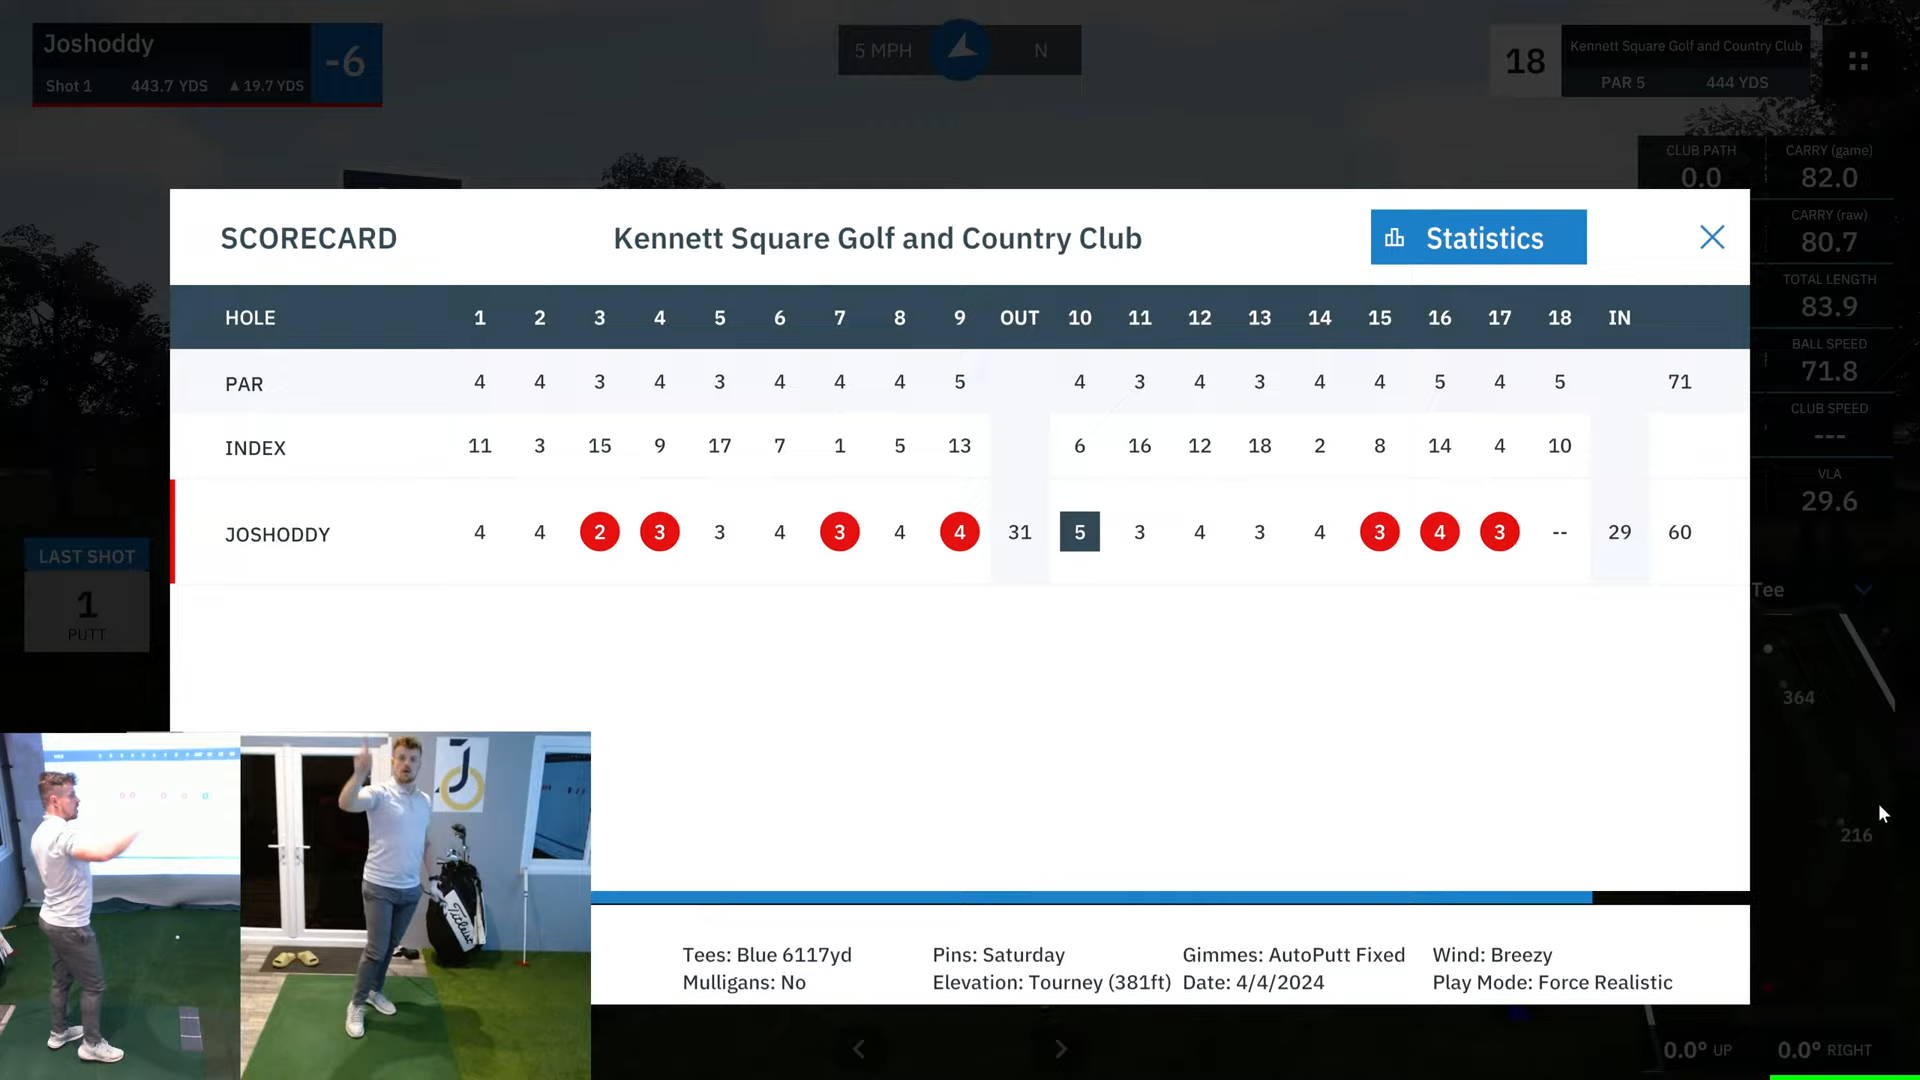 Joshoddy
-6
Shot 1 443.7 YDS ▲19.7 YDS
5 MPH N
18
Kennett Square Golf and Country Club
PAR 5 444 YDS
CLUB PATH
0.0
CARRY (game)
82.0
CARRY (raw)
80.7
TOTAL LENGTH
83.9
BALL SPEED
71.8
CLUB SPEED
---
VLA
29.6
SCORECARD Kennett Square Golf and Country Club Statistics
HOLE 1 2 3 4 5 6 7 8 9 OUT 10 11 12 13 14 15 16 17 18 IN
PAR 4 4 3 4 3 4 4 4 5 4 3 4 3 4 4 5 4 5 71
INDEX 11 3 15 9 17 7 1 5 13 6 16 12 18 2 8 14 4 10
JOSHODDY 4 4 2 3 3 4 3 4 4 31 5 3 4 3 4 3 4 3 -- 29 60
LAST SHOT
1
PUTT
Tee
364
216
Titleist
Tees: Blue 6117yd Pins: Saturday Gimmes: AutoPutt Fixed Wind: Breezy
Mulligans: No Elevation: Tourney (381ft) Date: 4/4/2024 Play Mode: Force Realistic
0.0° UP 0.0° RIGHT